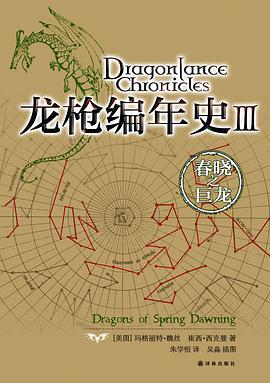 Dragonlance
Chronicles
龙枪编年史III
春晓
之
巨龙
Dragons of Spring Dawning
[美国] 玛格丽特·魏丝 崔西·西克曼 著
朱学恒 译 吴淼 插图
译林出版社